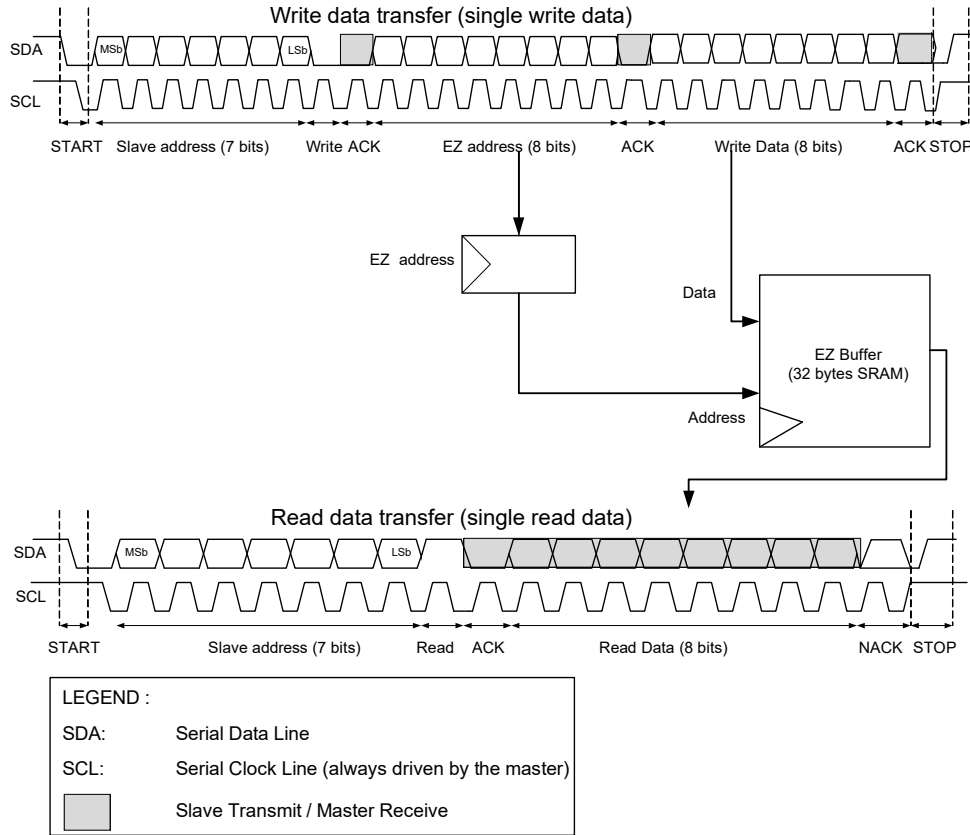 Write data transfer (single write data)
SDA
MSb
LSb
SCL
START
Slave address (7 bits)
Write
ACK
EZ address (8 bits)
ACK
Write Data (8 bits)
ACK
STOP
EZ address
Data
EZ Buffer
(32 bytes SRAM)
Address
Read data transfer (single read data)
SDA
MSb
LSb
SCL
START
Slave address (7 bits)
Read
ACK
Read Data (8 bits)
NACK
STOP
LEGEND :
SDA: Serial Data Line
SCL: Serial Clock Line (always driven by the master)
Slave Transmit / Master Receive